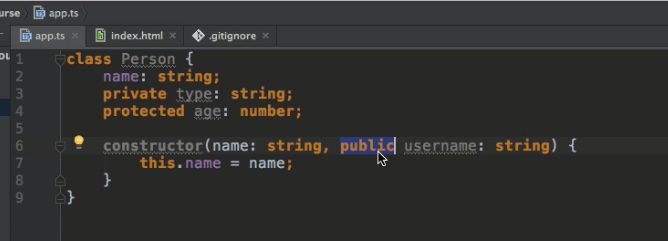 urse app.ts
app.ts index.html .gitignore
1 class Person {
2 name: string;
3 private type: string;
4 protected age: number;
5
6 constructor(name: string, public username: string) {
7 this.name = name;
8 }
9 }